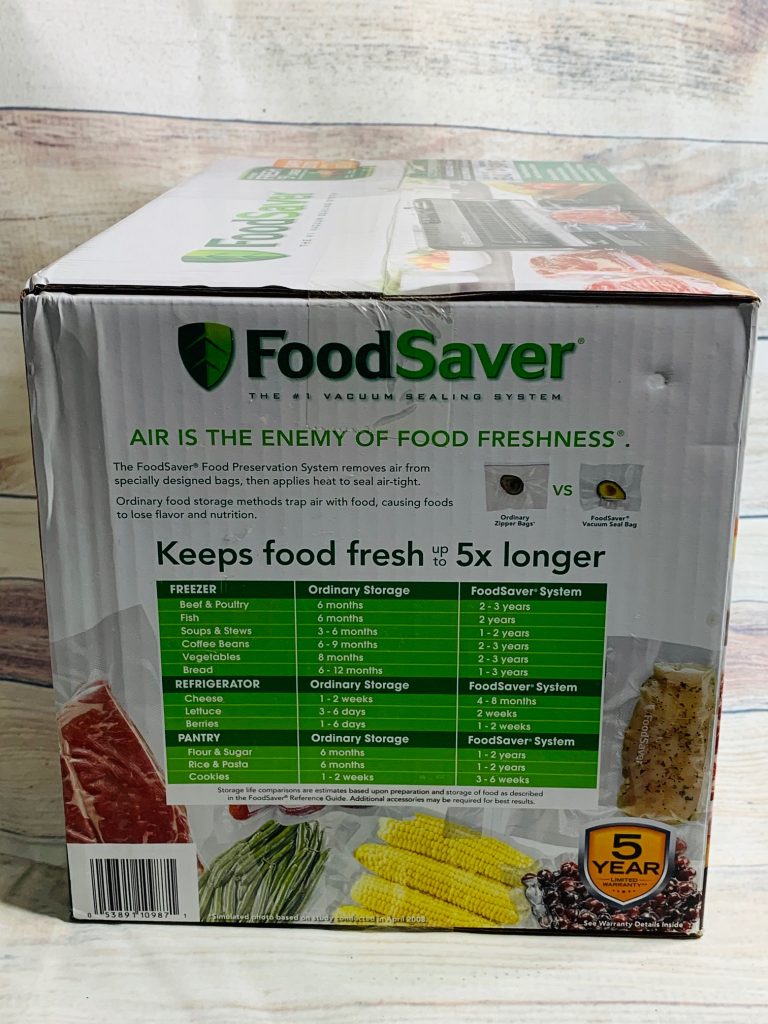 FoodSaver
THE #1 VACUUM SEALING SYSTEM
FoodSaver®
THE #1 VACUUM SEALING SYSTEM
AIR IS THE ENEMY OF FOOD FRESHNESS®.
The FoodSaver® Food Preservation System removes air from
specially designed bags, then applies heat to seal air-tight.
Ordinary food storage methods trap air with food, causing foods
to lose flavor and nutrition.
VS
Ordinary
Zipper Bags*
FoodSaver®
Vacuum Seal Bag
Keeps food fresh up to 5x longer
FREEZER Ordinary Storage FoodSaver® System
Beef & Poultry 6 months 2 - 3 years
Fish 6 months 2 years
Soups & Stews 3 - 6 months 1 - 2 years
Coffee Beans 6 - 9 months 2 - 3 years
Vegetables 8 months 2 - 3 years
Bread 6 - 12 months 1 - 3 years
REFRIGERATOR Ordinary Storage FoodSaver® System
Cheese 1 - 2 weeks 4 - 8 months
Lettuce 3 - 6 days 2 weeks
Berries 1 - 6 days 1 - 2 weeks
PANTRY Ordinary Storage FoodSaver® System
Flour & Sugar 6 months 1 - 2 years
Rice & Pasta 6 months 1 - 2 years
Cookies 1 - 2 weeks 3 - 6 weeks
Storage life comparisons are estimates based upon preparation and storage of food as described
in the FoodSaver® Reference Guide. Additional accessories may be required for best results.
FoodSaver
5
YEAR
LIMITED
WARRANTY**
0 53891 10987 1
*Simulated photo based on study conducted in April 2008.
See Warranty Details Inside